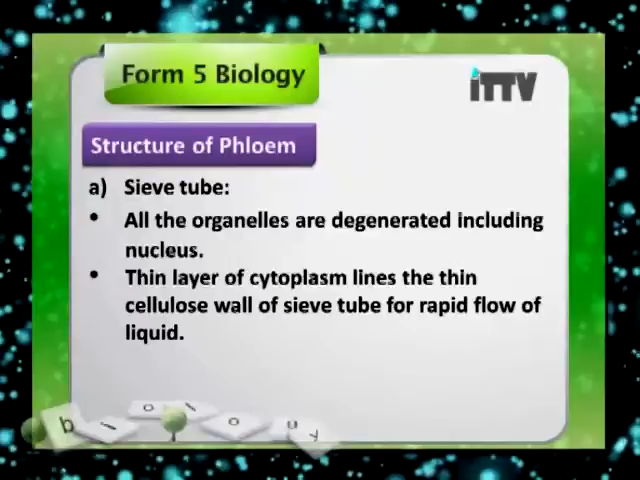 Form 5 Biology
iTTV
Structure of Phloem
a) Sieve tube:
• All the organelles are degenerated including
nucleus.
• Thin layer of cytoplasm lines the thin
cellulose wall of sieve tube for rapid flow of
liquid.
b i o l o g y